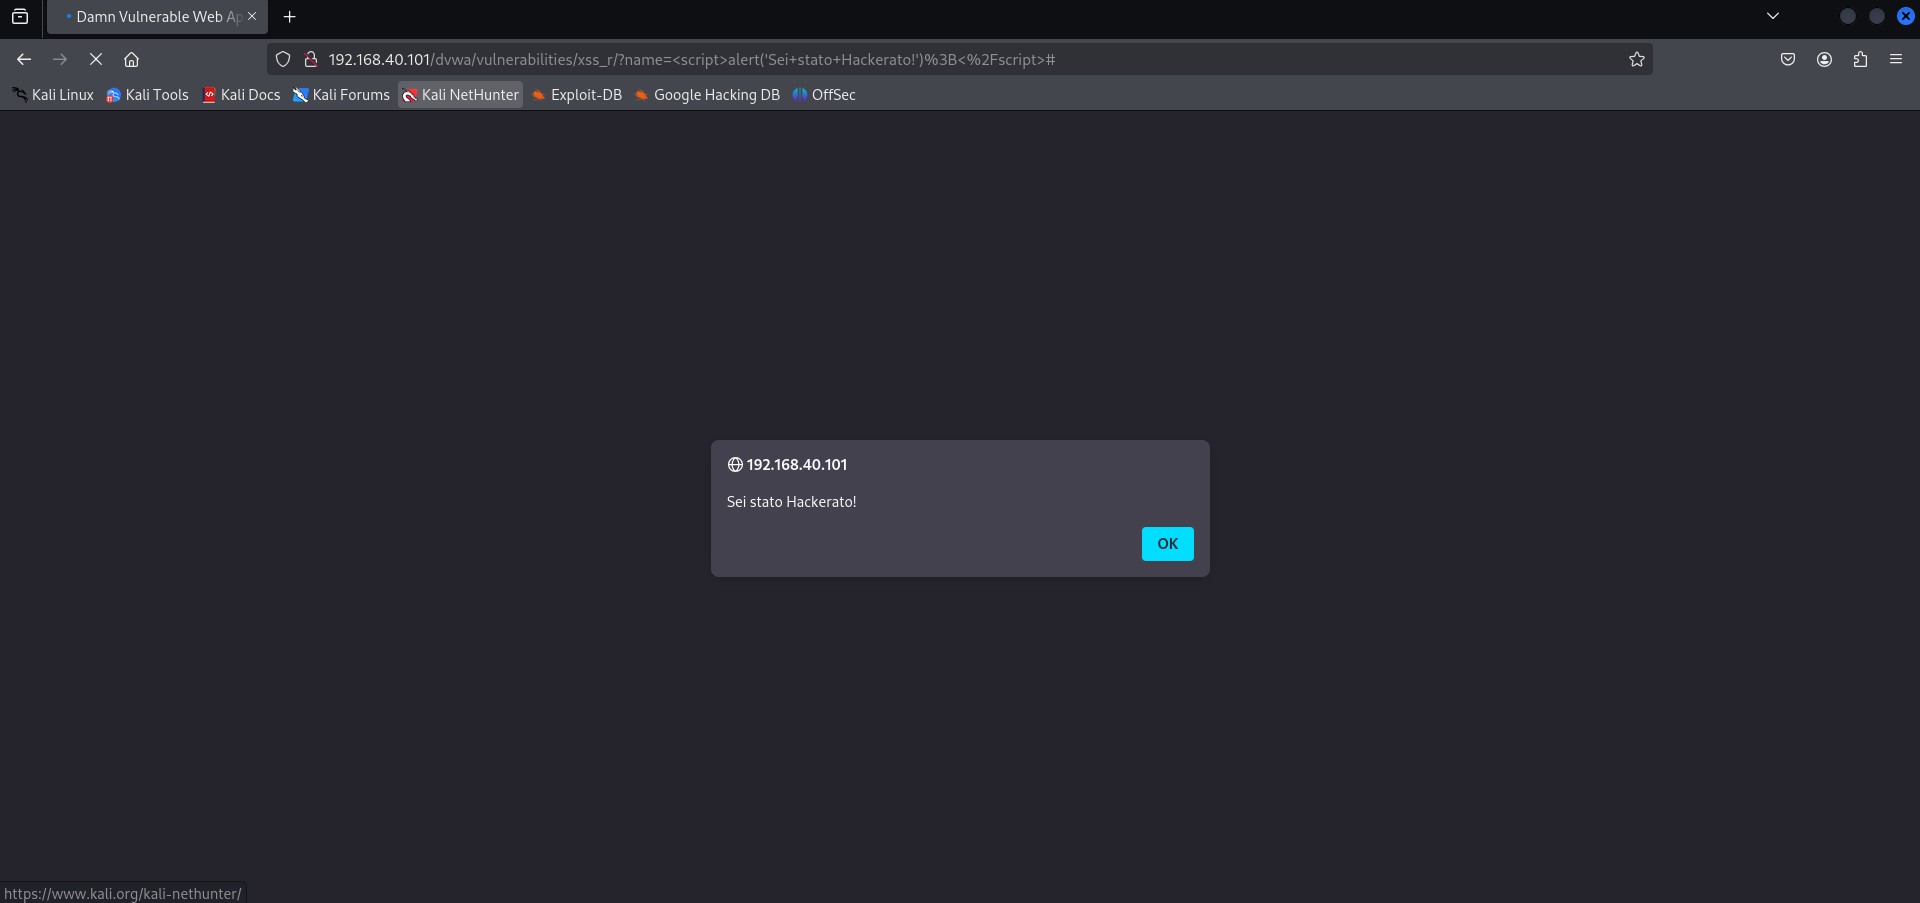 Damn Vulnerable Web Ap
192.168.40.101/dvwa/vulnerabilities/xss_r/?name=<script>alert('Sei+stato+Hackerato!')%3B<%2Fscript>#
Kali Linux Kali Tools Kali Docs Kali Forums Kali NetHunter Exploit-DB Google Hacking DB OffSec
192.168.40.101
Sei stato Hackerato!
OK
https://www.kali.org/kali-nethunter/